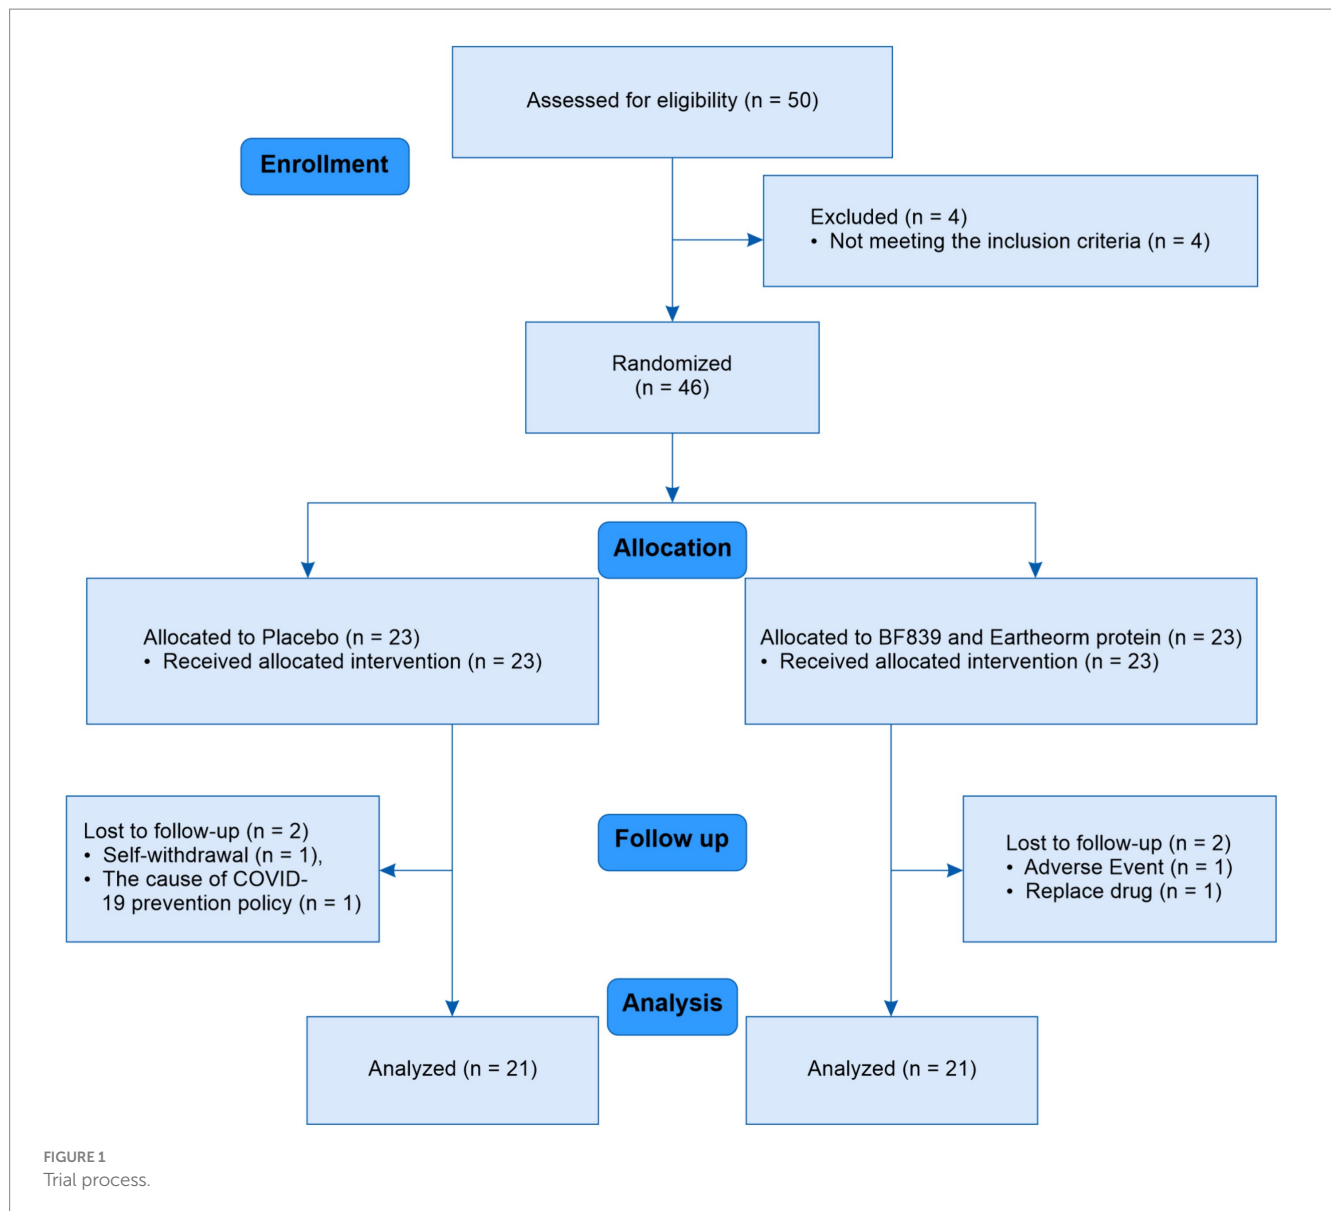 Assessed for eligibility (n = 50)
Enrollment
Excluded (n = 4)
• Not meeting the inclusion criteria (n = 4)
Randomized
(n = 46)
Allocation
Allocated to Placebo (n = 23)
• Received allocated intervention (n = 23)
Allocated to BF839 and Eartheorm protein (n = 23)
• Received allocated intervention (n = 23)
Lost to follow-up (n = 2)
• Self-withdrawal (n = 1),
• The cause of COVID-
19 prevention policy (n = 1)
Follow up
Lost to follow-up (n = 2)
• Adverse Event (n = 1)
• Replace drug (n = 1)
Analysis
Analyzed (n = 21)
Analyzed (n = 21)
FIGURE 1
Trial process.